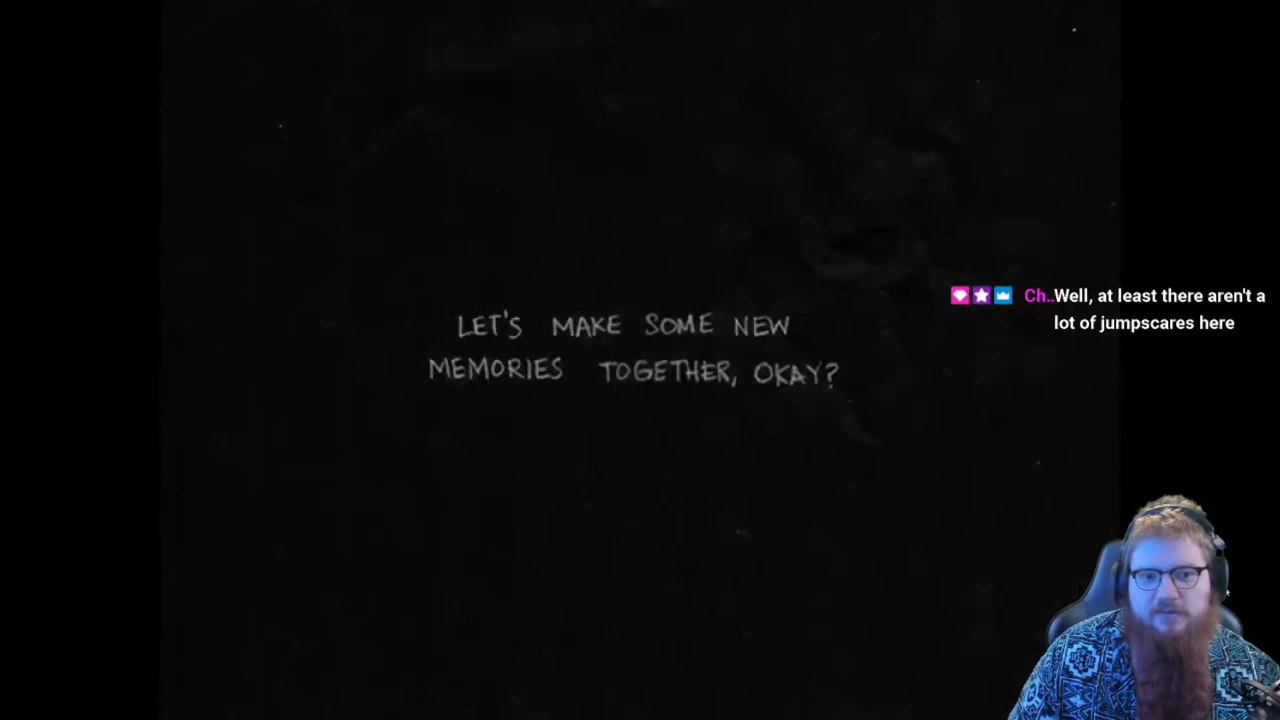 LET'S MAKE SOME NEW
MEMORIES TOGETHER, OKAY?
Ch..Well, at least there aren't a
lot of jumpscares here